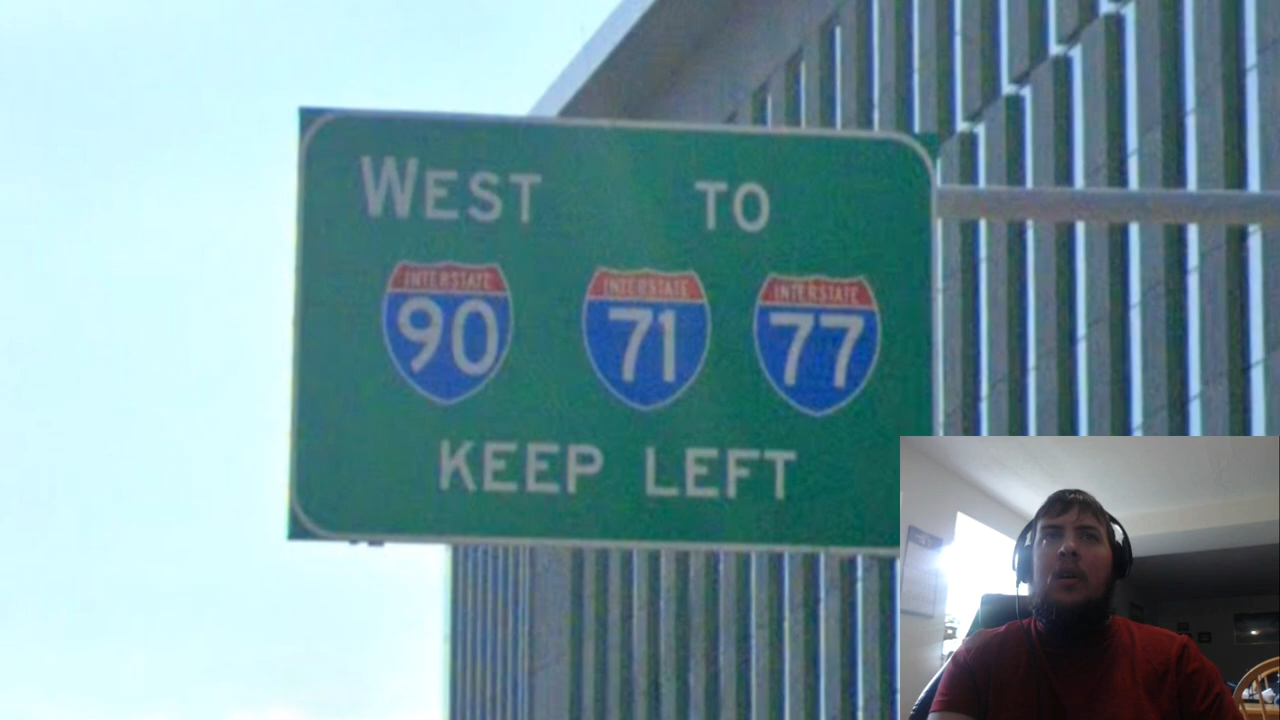 WEST TO
INTERSTATE INTERSTATE INTERSTATE
90 71 77
KEEP LEFT